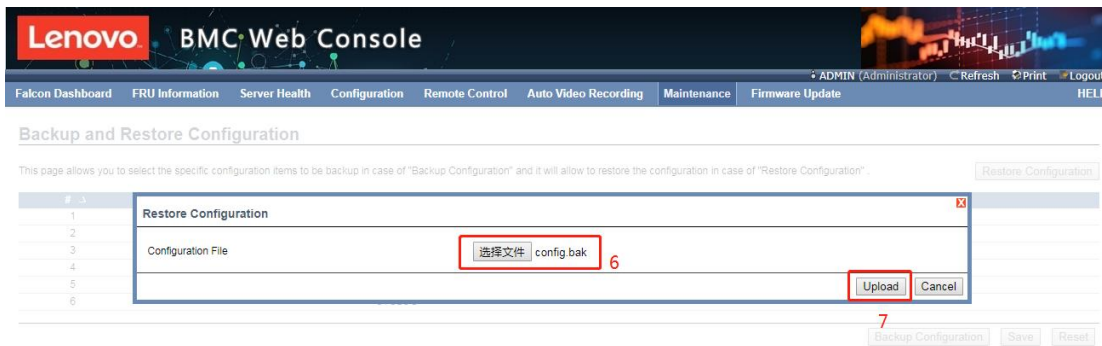 Lenovo BMC Web Console
ADMIN (Administrator) Refresh Print Logout
Falcon Dashboard FRU Information Server Health Configuration Remote Control Auto Video Recording Maintenance Firmware Update HELP
Backup and Restore Configuration
This page allows you to select the specific configuration items to be backup in case of "Backup Configuration" and it will allow to restore the configuration in case of "Restore Configuration" .
Restore Configuration
#
1
2
3
4
5
6
Restore Configuration
X
Configuration File
选择文件 config.bak
6
Upload Cancel
7
Backup Configuration Save Reset